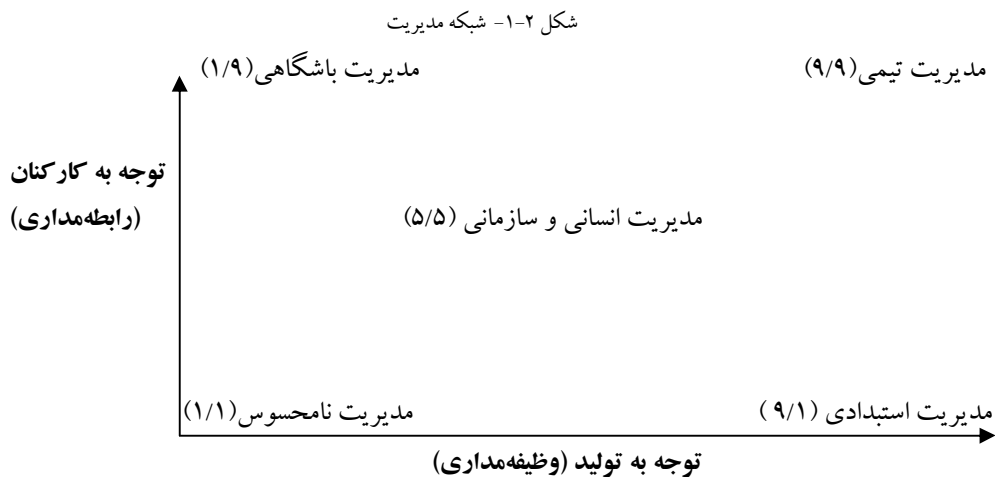 شکل ۲-۱- شبکه مدیریت
مدیریت تیمی(۹/۹)
مدیریت باشگاهی(۱/۹)
توجه به کارکنان
(رابطه‌مداری)
مدیریت انسانی و سازمانی (۵/۵)
مدیریت استبدادی (۹/۱ )
مدیریت نامحسوس(۱/۱)
توجه به تولید (وظیفه‌مداری)